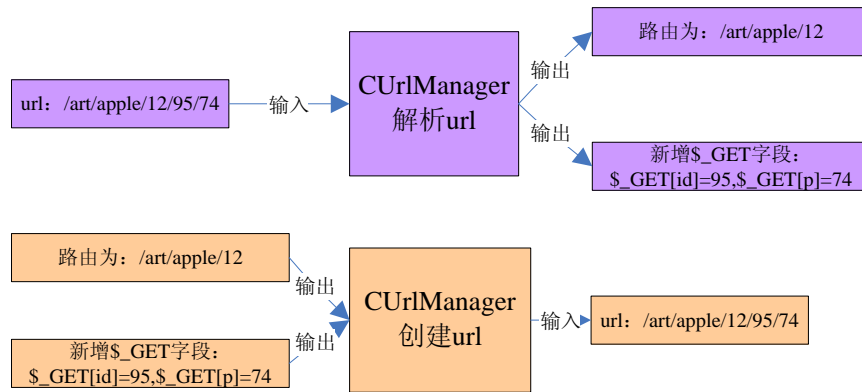 路由为：/art/apple/12
输出
CUrlManager
解析url
url：/art/apple/12/95/74
输入
输出
新增$_GET字段：
$_GET[id]=95,$_GET[p]=74
路由为：/art/apple/12
输出
CUrlManager
创建url
输入
url：/art/apple/12/95/74
输出
新增$_GET字段：
$_GET[id]=95,$_GET[p]=74